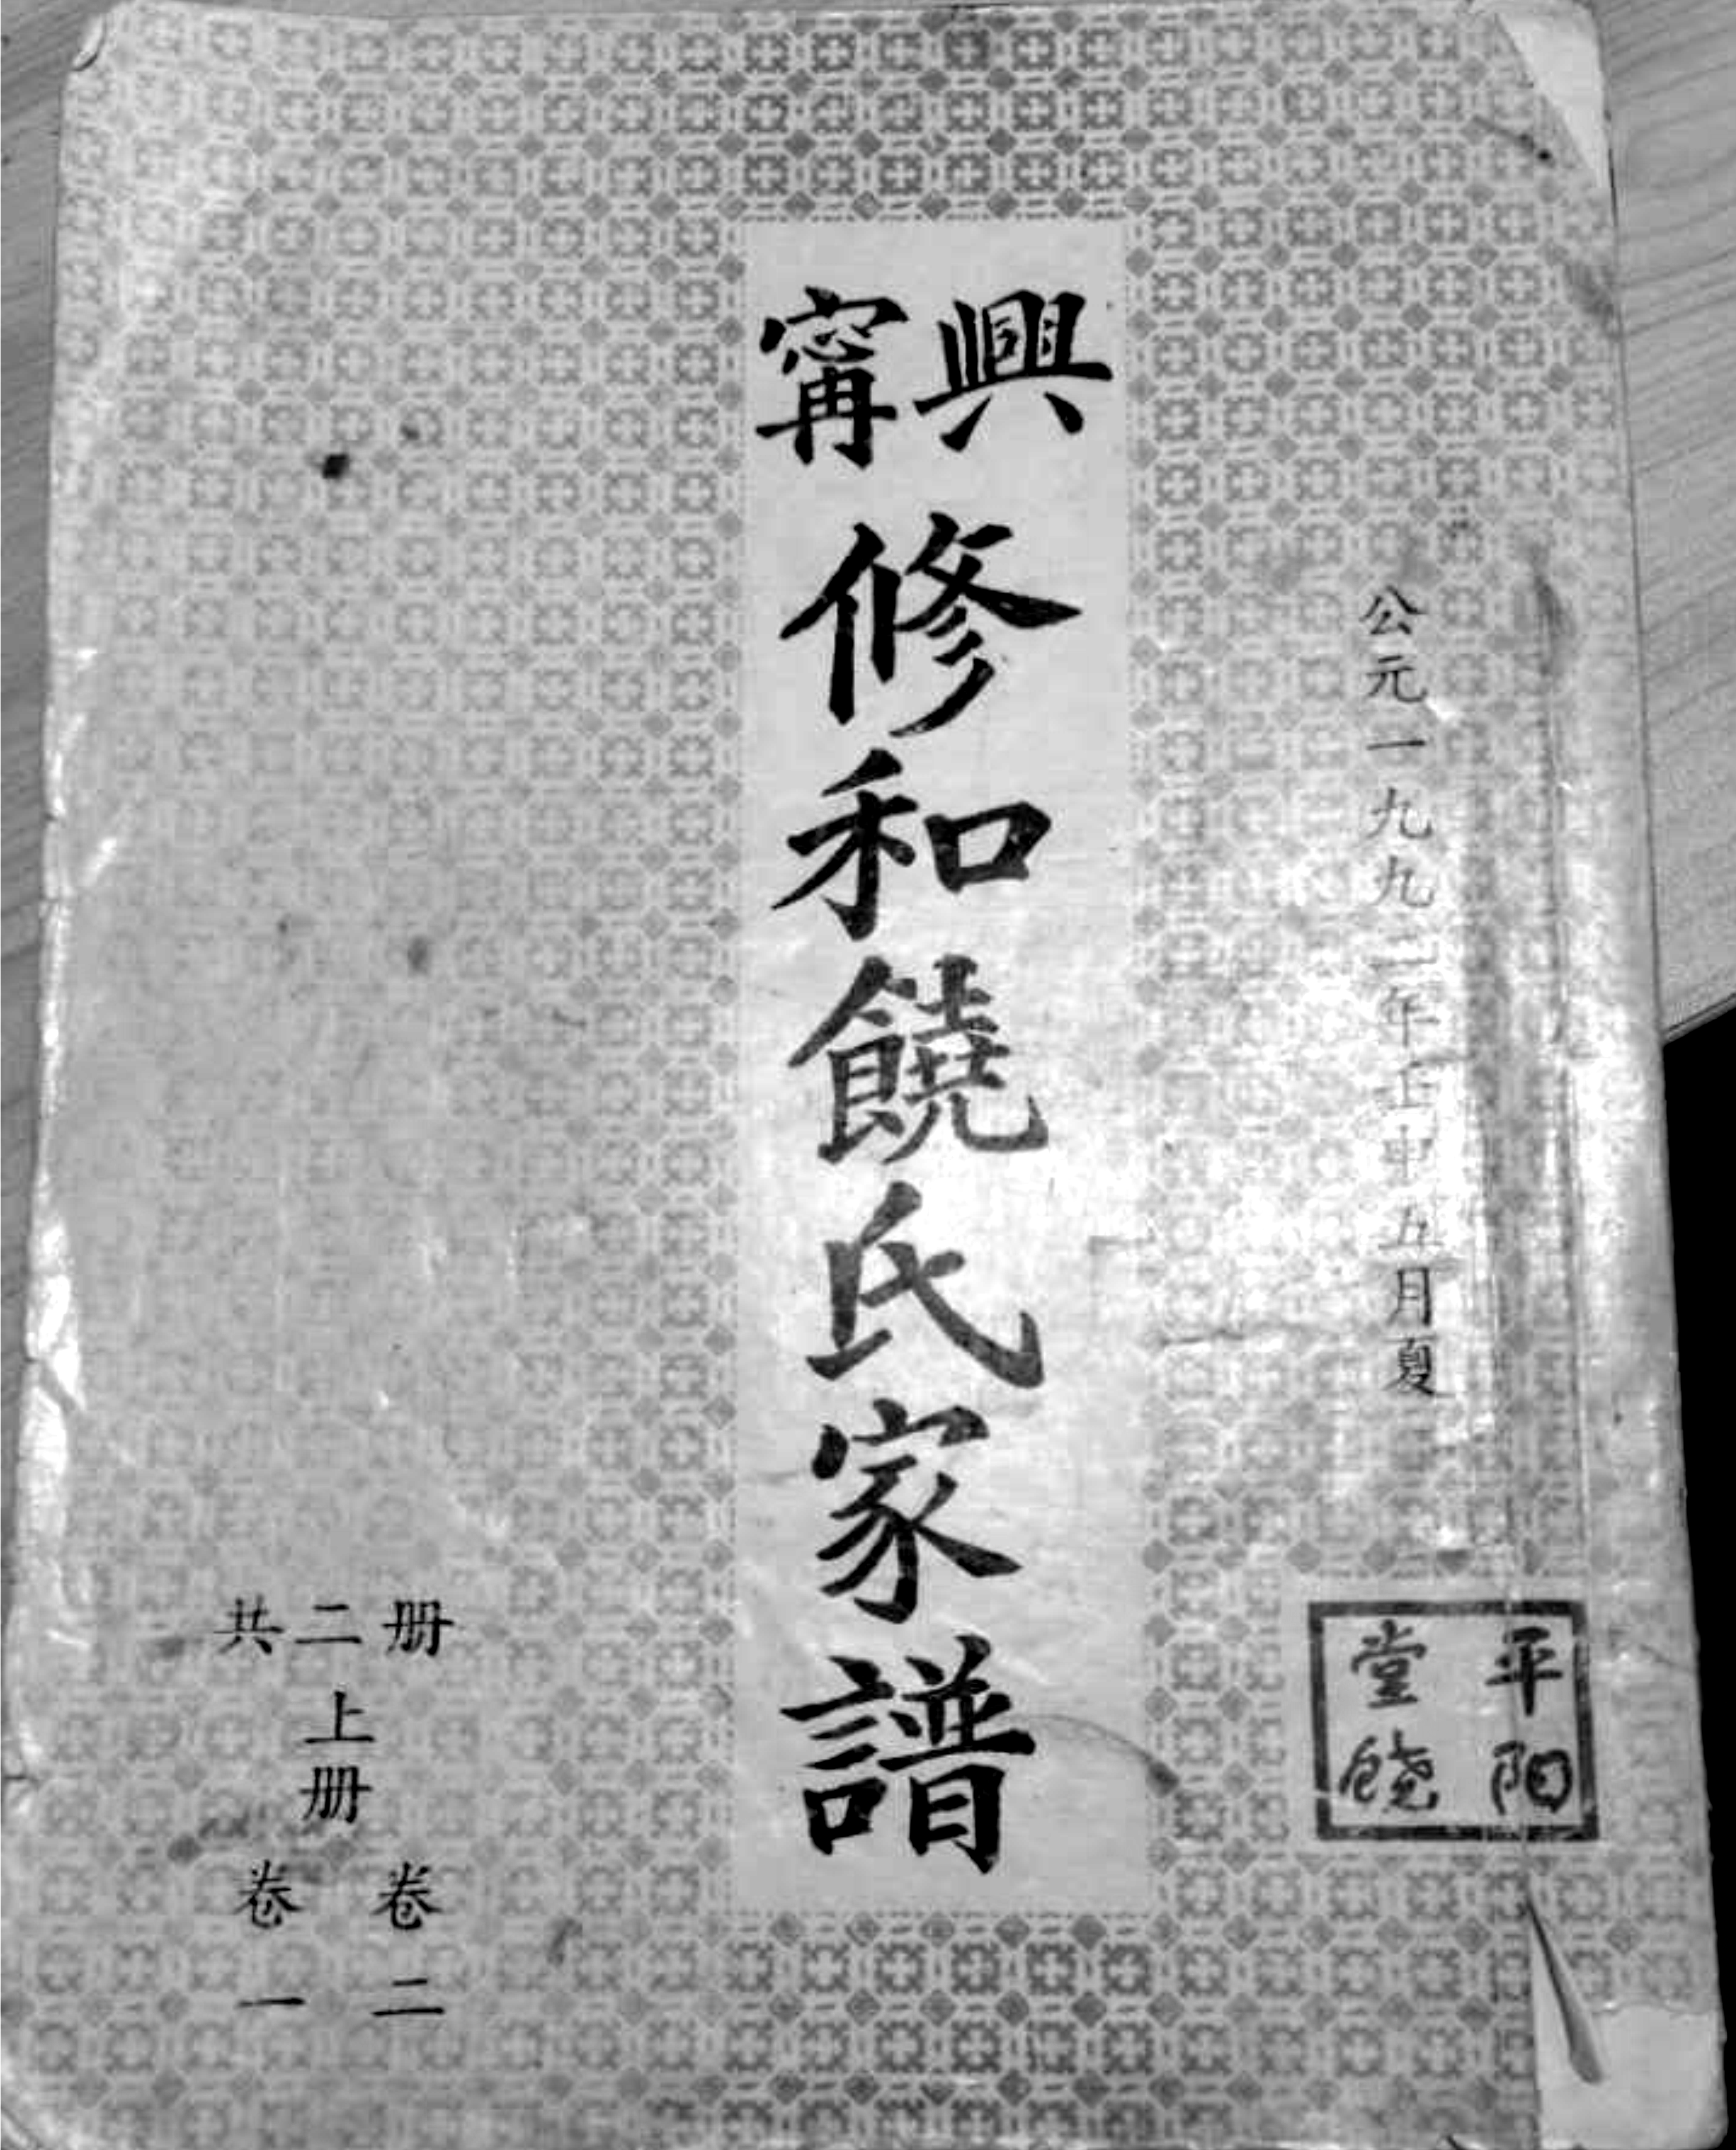 公元一九九二年壬申五月夏
平阳
堂饒
興甯
修和饒氏家譜
共二册
上册
卷一
卷二